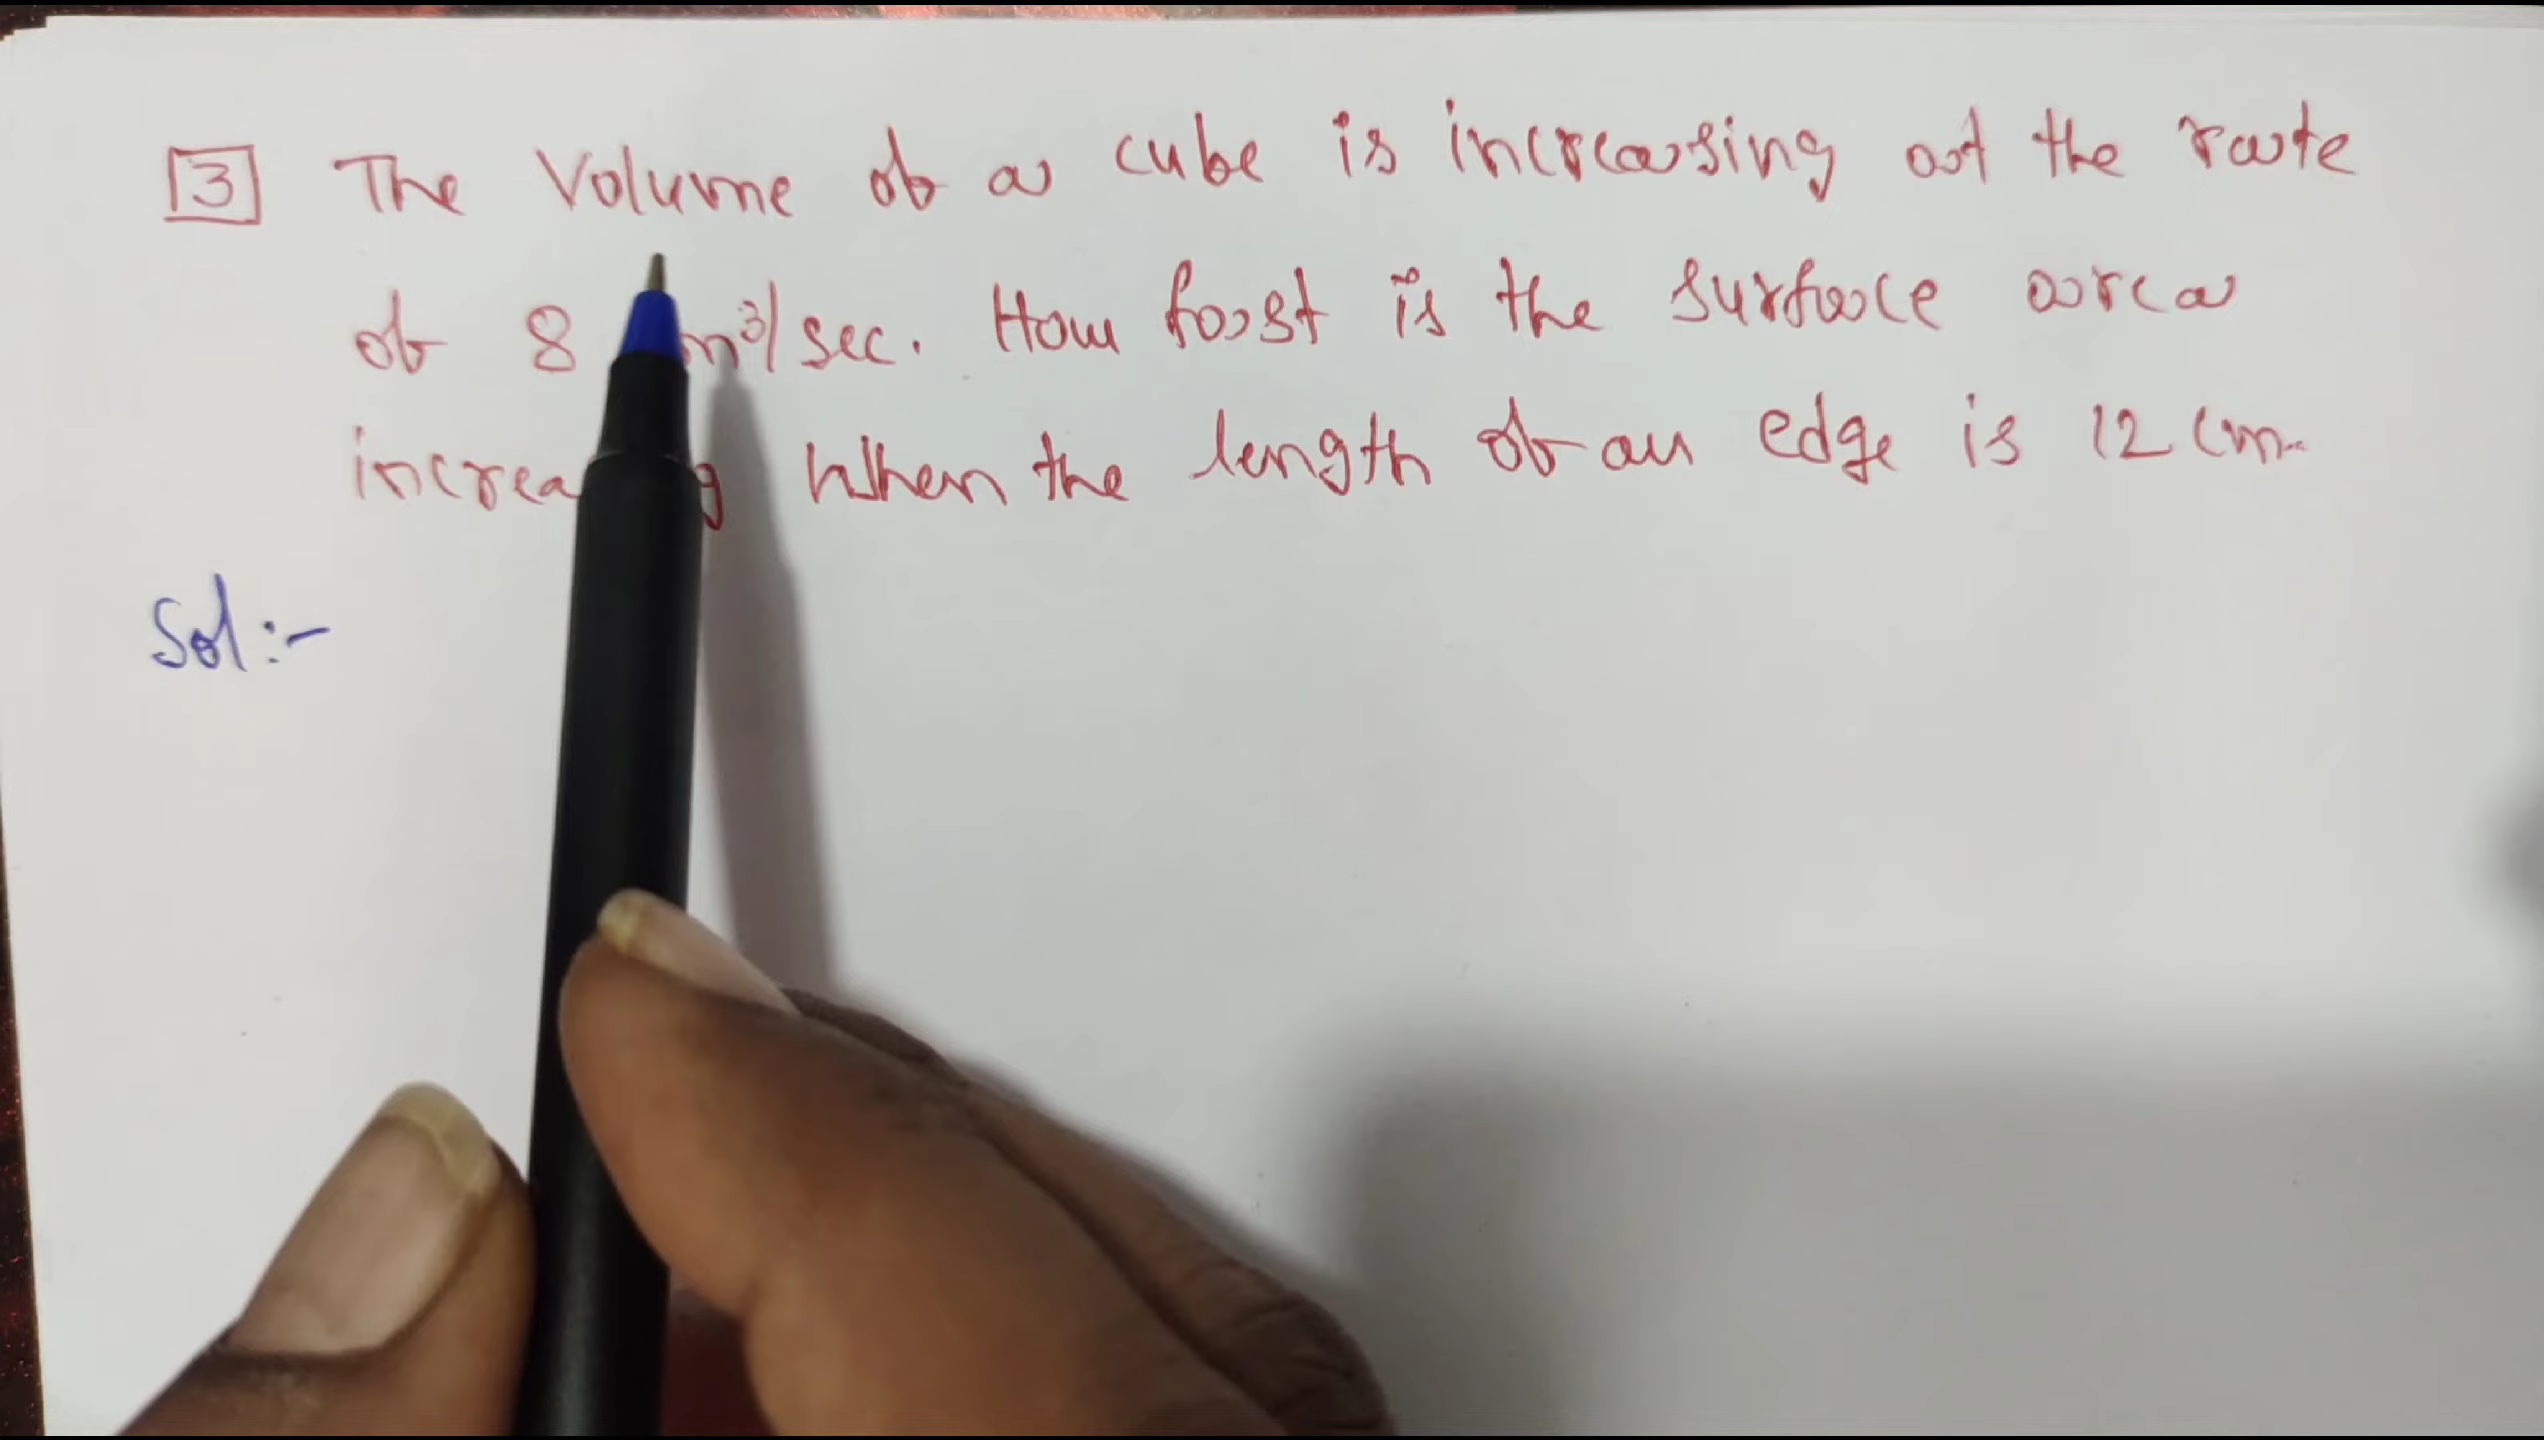 3 The Volume of a cube is increasing at the rate
of 8 m³/sec. How fast is the surface area
increa g When the length of an edge is 12 cm.
Sol:-